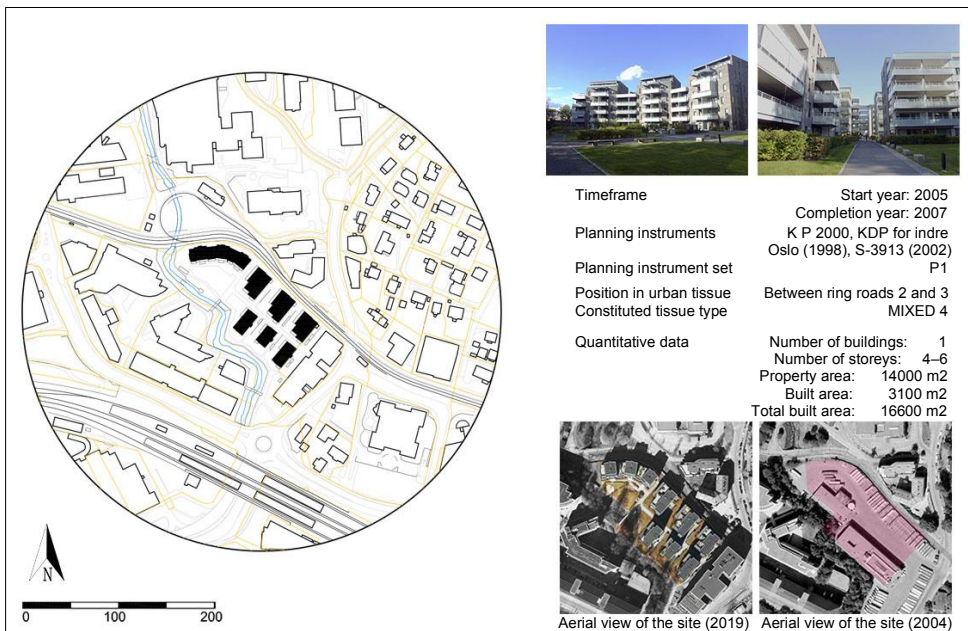 Timeframe Start year: 2005
Completion year: 2007
Planning instruments K P 2000, KDP for indre
Oslo (1998), S-3913 (2002)
Planning instrument set P1
Position in urban tissue Between ring roads 2 and 3
Constituted tissue type MIXED 4
Quantitative data Number of buildings: 1
Number of storeys: 4–6
Property area: 14000 m2
Built area: 3100 m2
Total built area: 16600 m2
N
0 100 200
Aerial view of the site (2019) Aerial view of the site (2004)